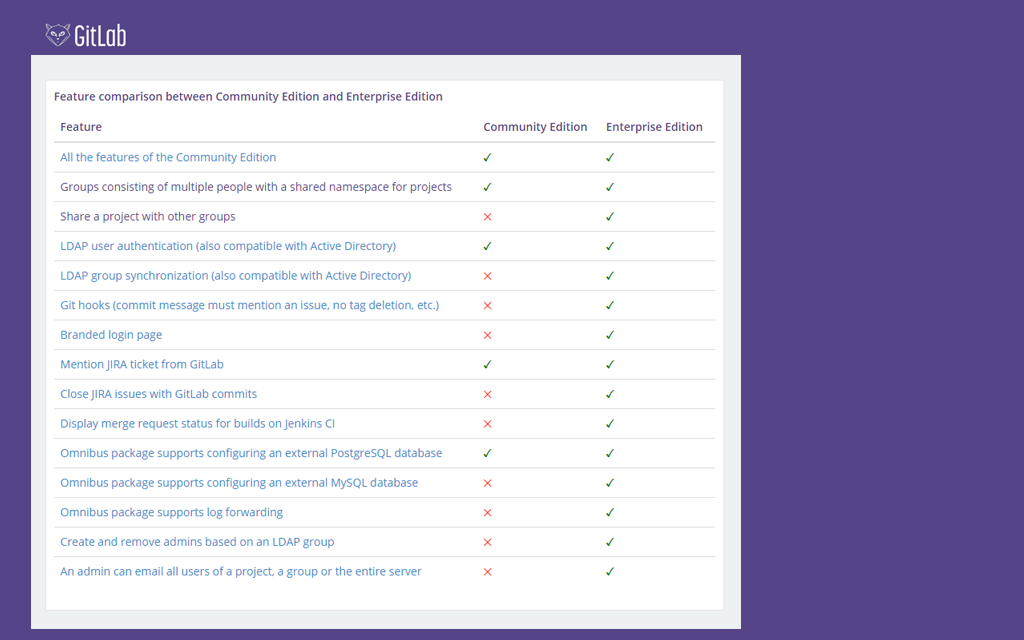 GitLab
Feature comparison between Community Edition and Enterprise Edition
Feature Community Edition Enterprise Edition
All the features of the Community Edition ✓ ✓
Groups consisting of multiple people with a shared namespace for projects ✓ ✓
Share a project with other groups ✕ ✓
LDAP user authentication (also compatible with Active Directory) ✓ ✓
LDAP group synchronization (also compatible with Active Directory) ✕ ✓
Git hooks (commit message must mention an issue, no tag deletion, etc.) ✕ ✓
Branded login page ✕ ✓
Mention JIRA ticket from GitLab ✓ ✓
Close JIRA issues with GitLab commits ✕ ✓
Display merge request status for builds on Jenkins CI ✕ ✓
Omnibus package supports configuring an external PostgreSQL database ✓ ✓
Omnibus package supports configuring an external MySQL database ✕ ✓
Omnibus package supports log forwarding ✕ ✓
Create and remove admins based on an LDAP group ✕ ✓
An admin can email all users of a project, a group or the entire server ✕ ✓